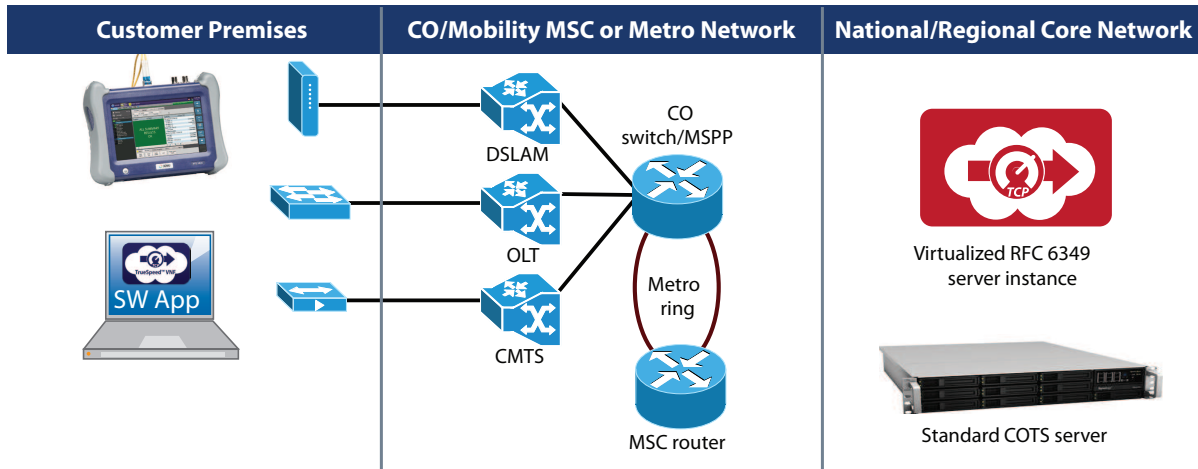 Customer Premises
CO/Mobility MSC or Metro Network
National/Regional Core Network
TrueSpeed™ VNF
SW App
DSLAM
OLT
CMTS
CO
switch/MSPP
Metro
ring
MSC router
TCP
Virtualized RFC 6349
server instance
Standard COTS server